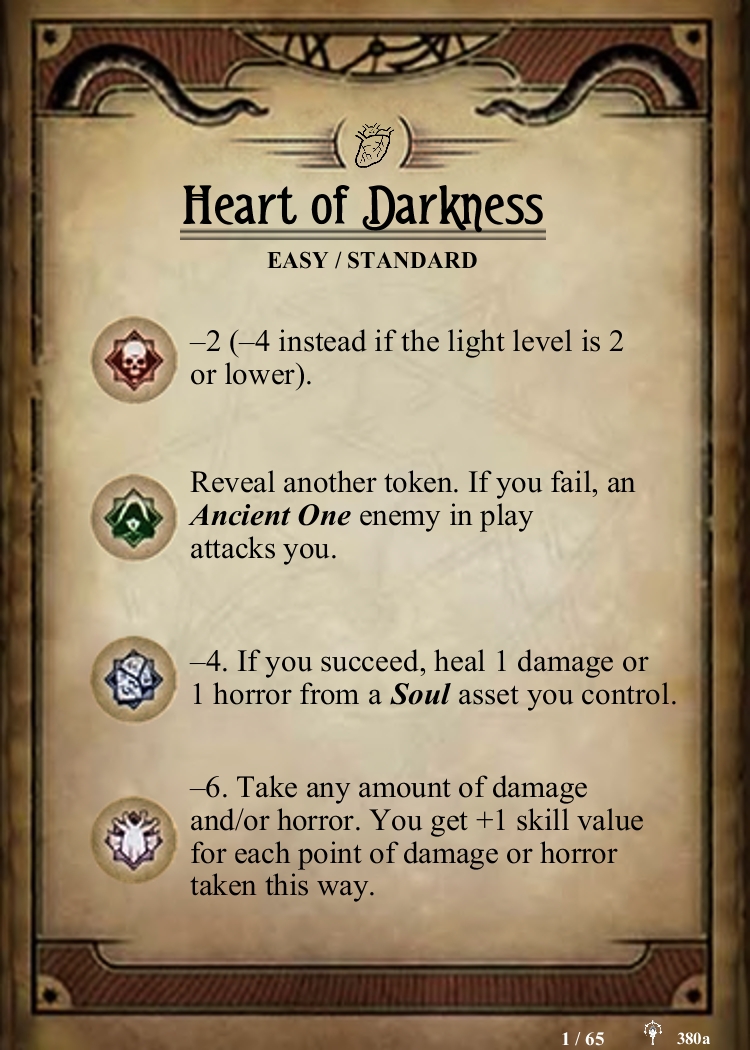 Heart of Darkness
EASY / STANDARD
–2 (–4 instead if the light level is 2
or lower).
Reveal another token. If you fail, an
Ancient One enemy in play
attacks you.
–4. If you succeed, heal 1 damage or
1 horror from a Soul asset you control.
–6. Take any amount of damage
and/or horror. You get +1 skill value
for each point of damage or horror
taken this way.
1 / 65 380a